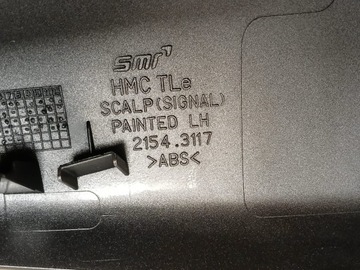 smr
HMC TLe
SCALP(SIGNAL)
PAINTED LH
2154.3117
>ABS<